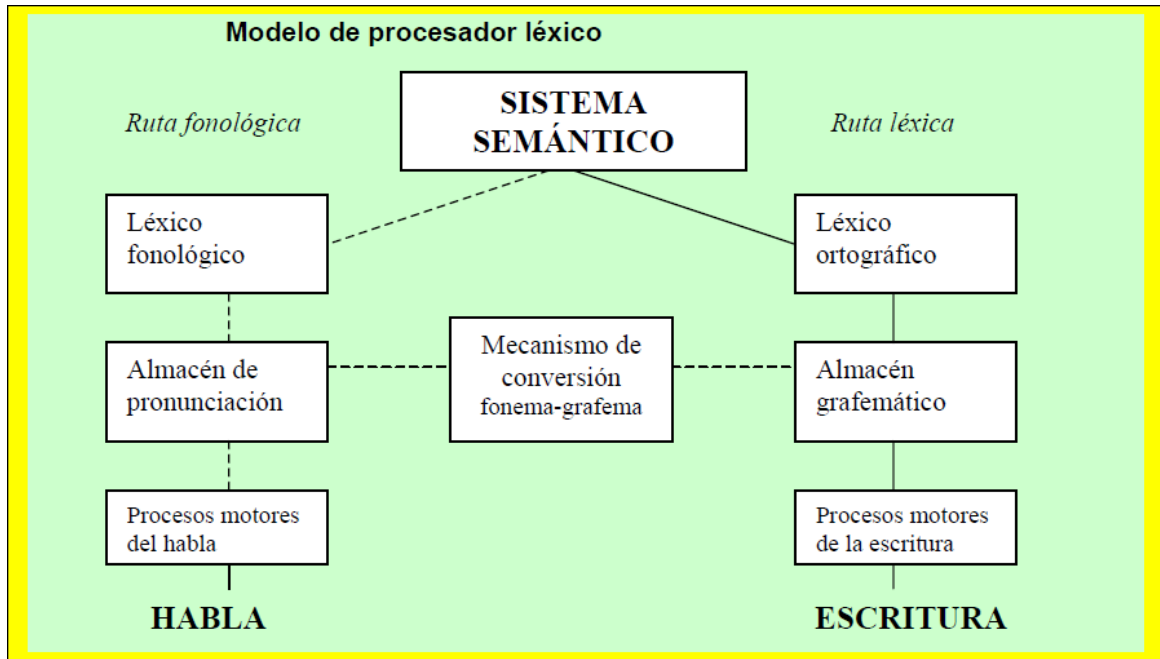 Modelo de procesador léxico
SISTEMA
SEMÁNTICO
Ruta fonológica
Ruta léxica
Léxico
fonológico
Léxico
ortográfico
Almacén de
pronunciación
Mecanismo de
conversión
fonema-grafema
Almacén
grafemático
Procesos motores
del habla
Procesos motores
de la escritura
HABLA
ESCRITURA